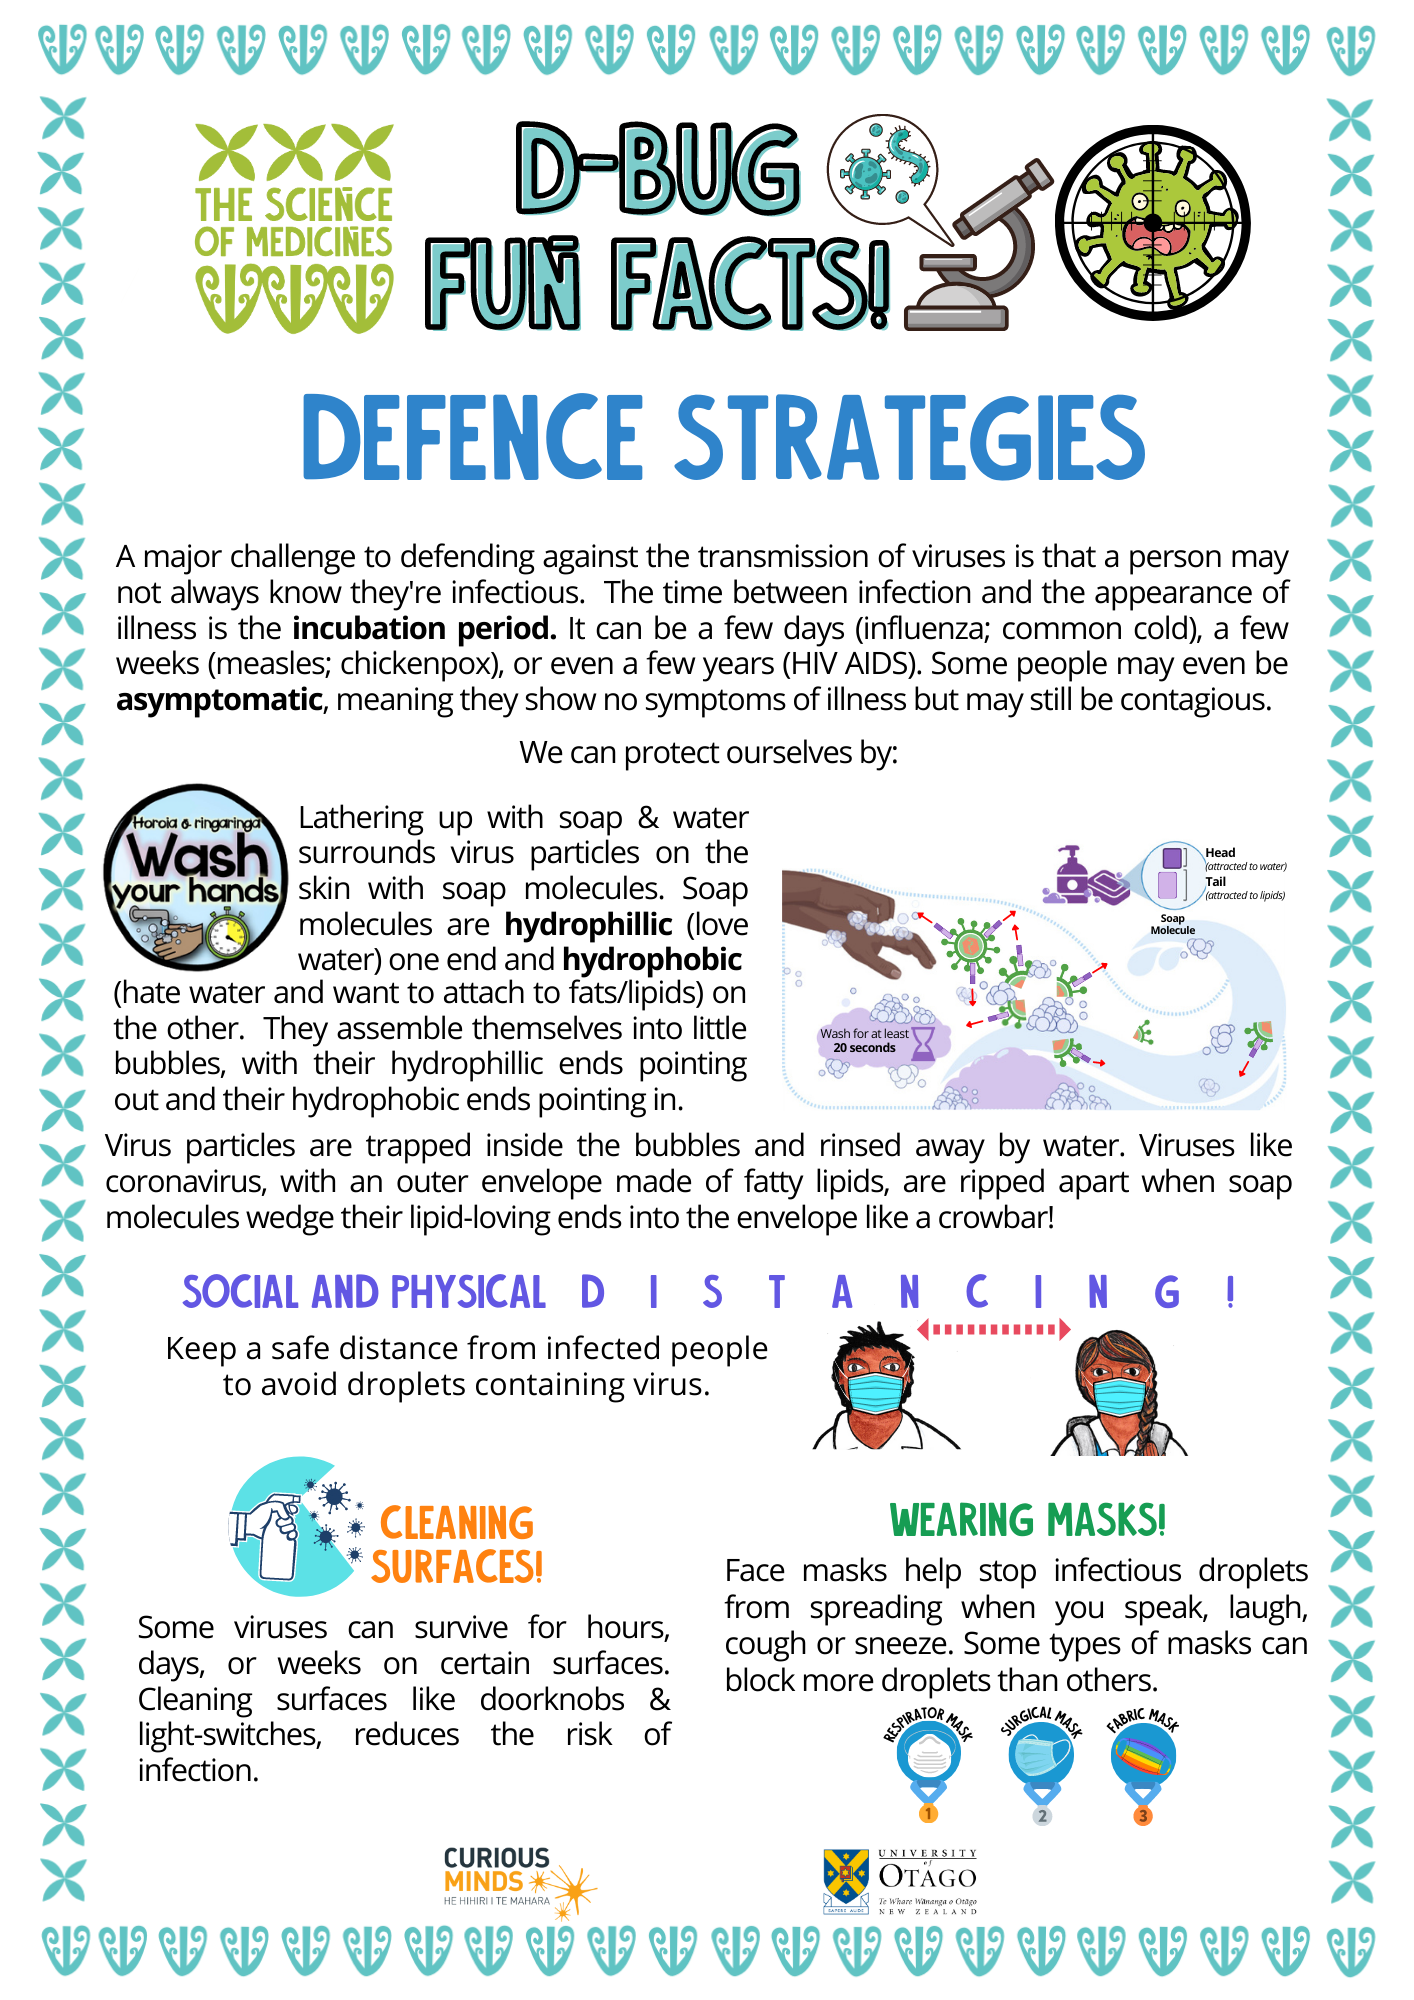 THE SCIENCE
OF MEDICINES
D-BUG
FUN FACTS!
DEFENCE STRATEGIES
A major challenge to defending against the transmission of viruses is that a person may
not always know they're infectious. The time between infection and the appearance of
illness is the incubation period. It can be a few days (influenza; common cold), a few
weeks (measles; chickenpox), or even a few years (HIV AIDS). Some people may even be
asymptomatic, meaning they show no symptoms of illness but may still be contagious.
We can protect ourselves by:
Horoia ō ringaringa
Wash
your hands
Lathering up with soap & water
surrounds virus particles on the
skin with soap molecules. Soap
molecules are hydrophillic (love
water) one end and hydrophobic
(hate water and want to attach to fats/lipids) on
the other. They assemble themselves into little
bubbles, with their hydrophillic ends pointing
out and their hydrophobic ends pointing in.
Head
(attracted to water)
Tail
(attracted to lipids)
Soap
Molecule
Wash for at least
20 seconds
Virus particles are trapped inside the bubbles and rinsed away by water. Viruses like
coronavirus, with an outer envelope made of fatty lipids, are ripped apart when soap
molecules wedge their lipid-loving ends into the envelope like a crowbar!
SOCIAL AND PHYSICAL D I S T A N C I N G !
Keep a safe distance from infected people
to avoid droplets containing virus.
CLEANING
SURFACES!
Some viruses can survive for hours,
days, or weeks on certain surfaces.
Cleaning surfaces like doorknobs &
light-switches, reduces the risk of
infection.
WEARING MASKS!
Face masks help stop infectious droplets
from spreading when you speak, laugh,
cough or sneeze. Some types of masks can
block more droplets than others.
RESPIRATOR MASK
1
SURGICAL MASK
2
FABRIC MASK
3
CURIOUS
MINDS
HE HIHIRI I TE MAHARA
UNIVERSITY
of
OTAGO
Te Whare Wānanga o Otāgo
NEW ZEALAND
SAPERE AUDE